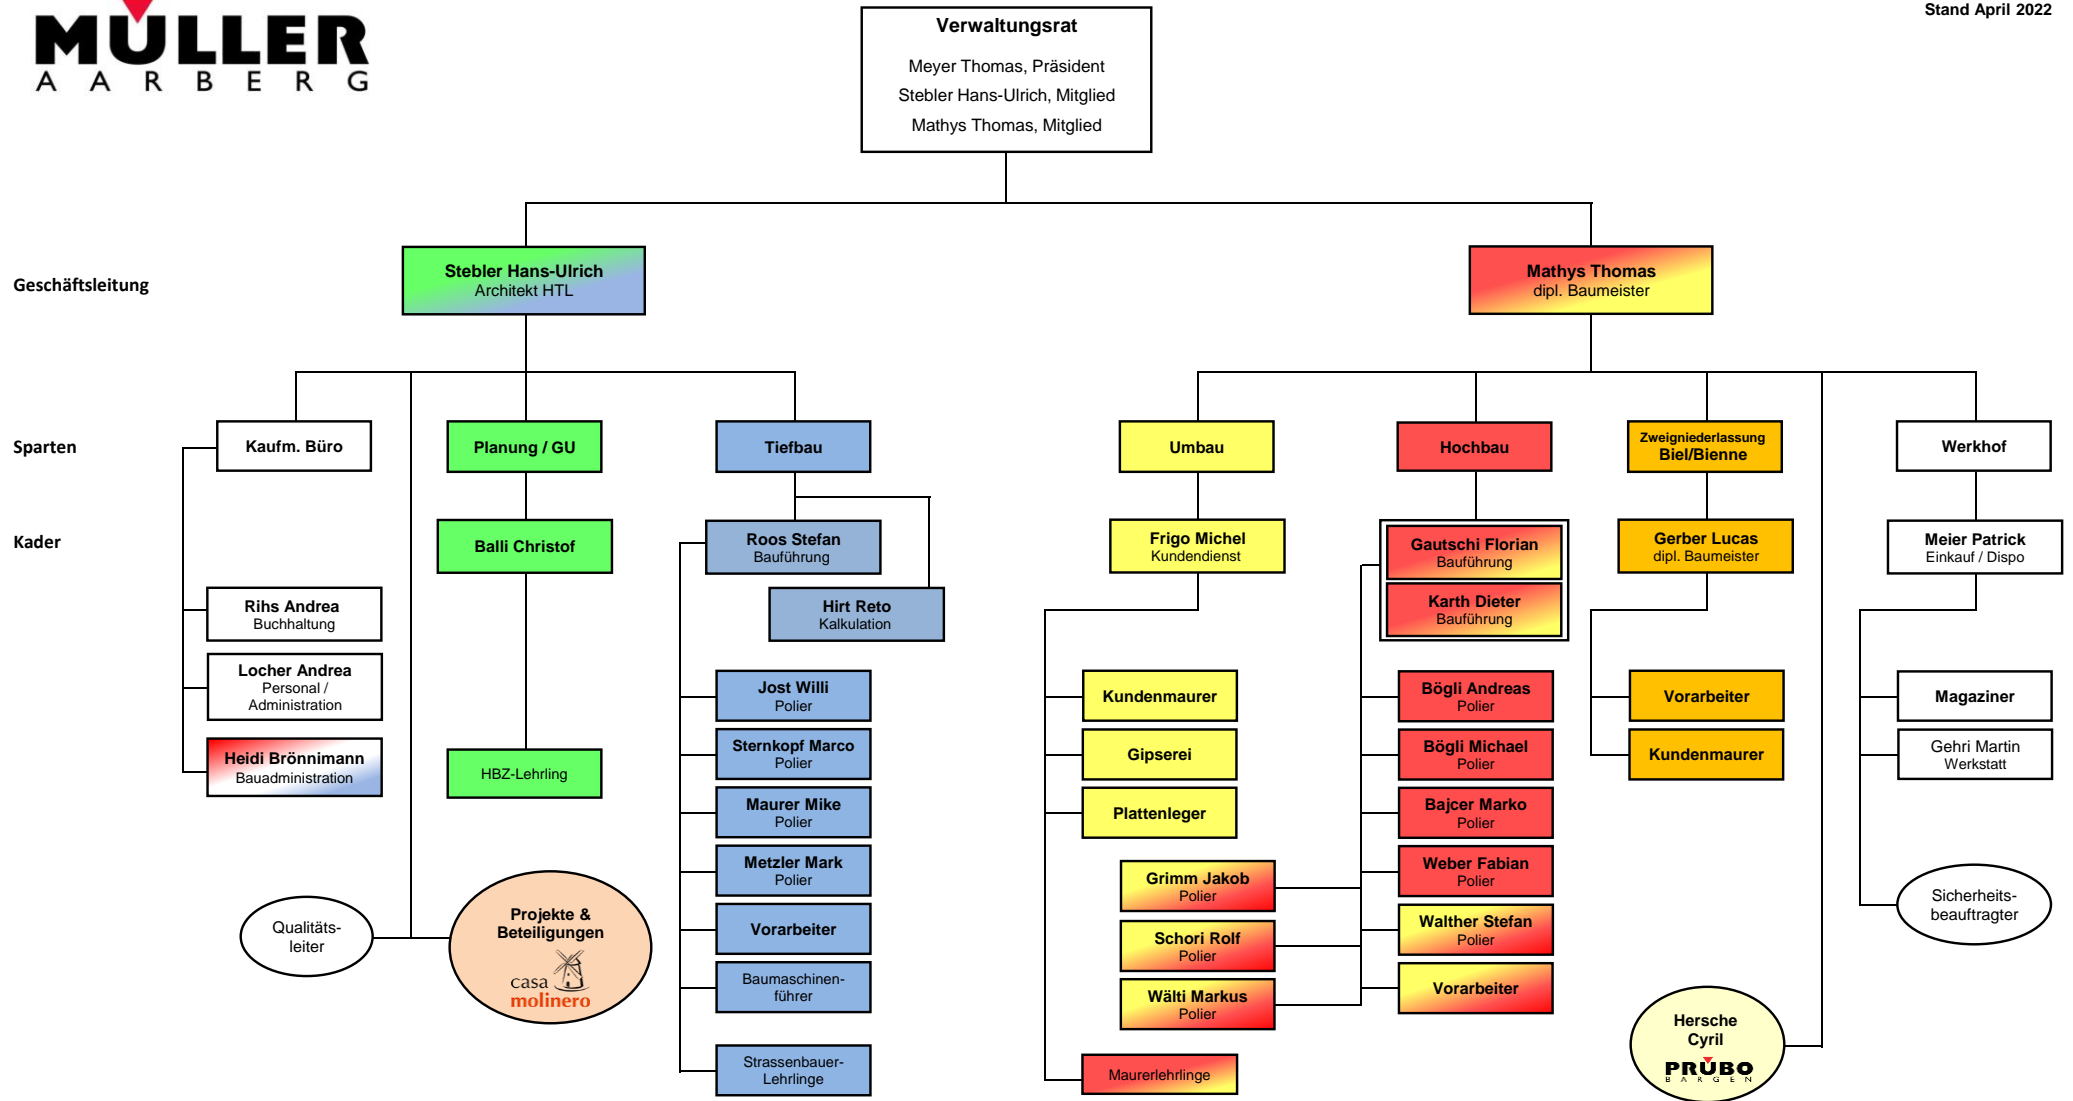 MÜLLER
AARBERG
Stand April 2022
Verwaltungsrat
Meyer Thomas, Präsident
Stebler Hans-Ulrich, Mitglied
Mathys Thomas, Mitglied
Geschäftsleitung
Stebler Hans-Ulrich
Architekt HTL
Mathys Thomas
dipl. Baumeister
Sparten
Kaufm. Büro
Planung / GU
Tiefbau
Umbau
Hochbau
Zweigniederlassung
Biel/Bienne
Werkhof
Kader
Balli Christof
Roos Stefan
Bauführung
Hirt Reto
Kalkulation
Frigo Michel
Kundendienst
Gautschi Florian
Bauführung
Karth Dieter
Bauführung
Gerber Lucas
dipl. Baumeister
Meier Patrick
Einkauf / Dispo
Rihs Andrea
Buchhaltung
Locher Andrea
Personal /
Administration
Heidi Brönnimann
Bauadministration
HBZ-Lehrling
Jost Willi
Polier
Sternkopf Marco
Polier
Maurer Mike
Polier
Metzler Mark
Polier
Vorarbeiter
Baumaschinen-
führer
Strassenbauer-
Lehrlinge
Kundenmaurer
Gipserei
Plattenleger
Grimm Jakob
Polier
Schori Rolf
Polier
Wälti Markus
Polier
Maurerlehrlinge
Bögli Andreas
Polier
Bögli Michael
Polier
Bajcer Marko
Polier
Weber Fabian
Polier
Walther Stefan
Polier
Vorarbeiter
Vorarbeiter
Kundenmaurer
Magaziner
Gehri Martin
Werkstatt
Sicherheits-
beauftragter
Qualitäts-
leiter
Projekte &
Beteiligungen
casa
molinero
Hersche
Cyril
PRÜBO
BARGEN